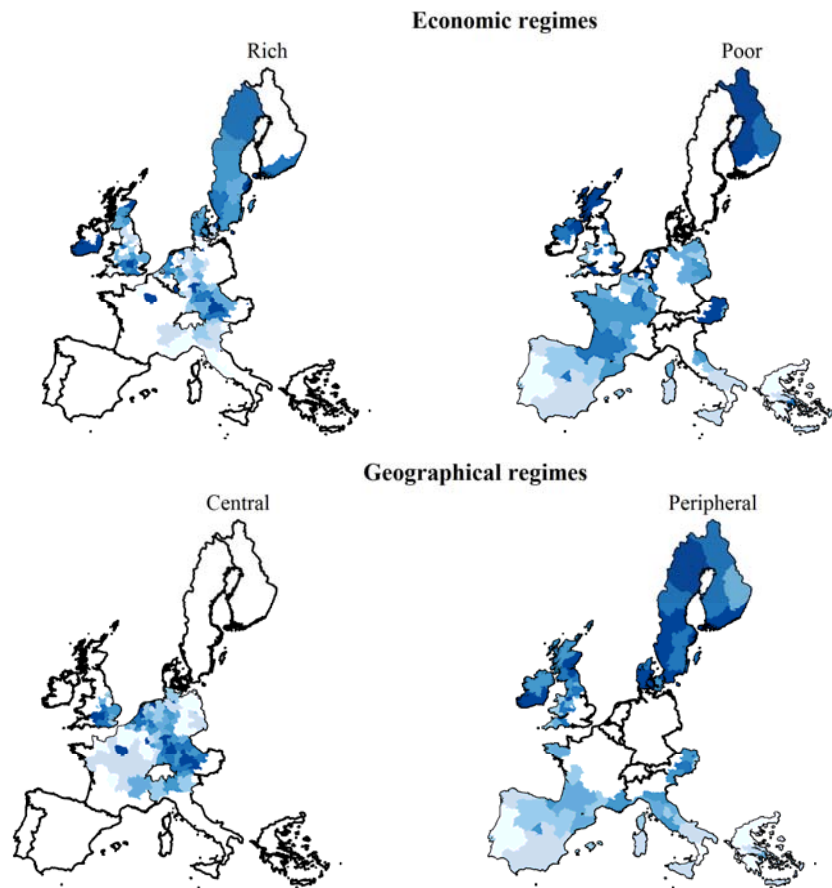 Economic regimes
Rich
Poor
Geographical regimes
Central
Peripheral